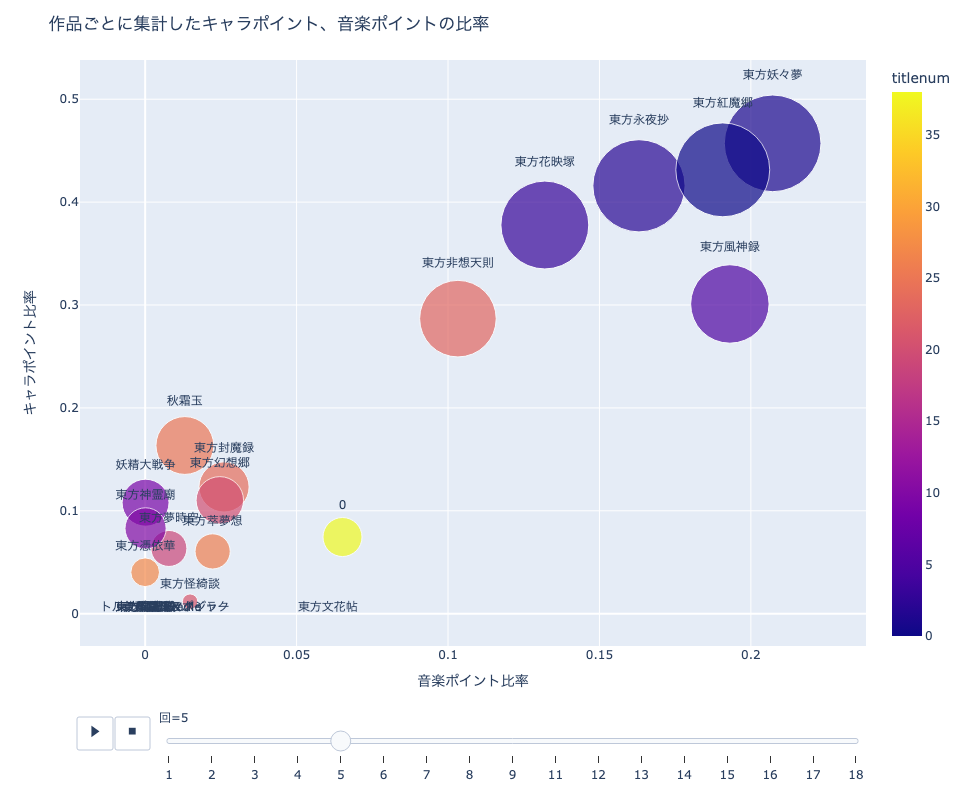 作品ごとに集計したキャラポイント、音楽ポイントの比率
titlenum
東方妖々夢
東方紅魔郷
東方永夜抄
東方花映塚
東方風神録
東方非想天則
秋霜玉
東方封魔録
東方幻想郷
妖精大戦争
東方神霊廟
東方夢時空
東方萃夢想
東方憑依華
0
東方怪綺談
東方文花帖
キャラポイント比率
0.5
0.4
0.3
0.2
0.1
0
0
0.05
0.1
0.15
0.2
音楽ポイント比率
35
30
25
20
15
10
5
0
回=5
▶
■
1 2 3 4 5 6 7 8 9 10 11 12 13 14 15 16 17 18